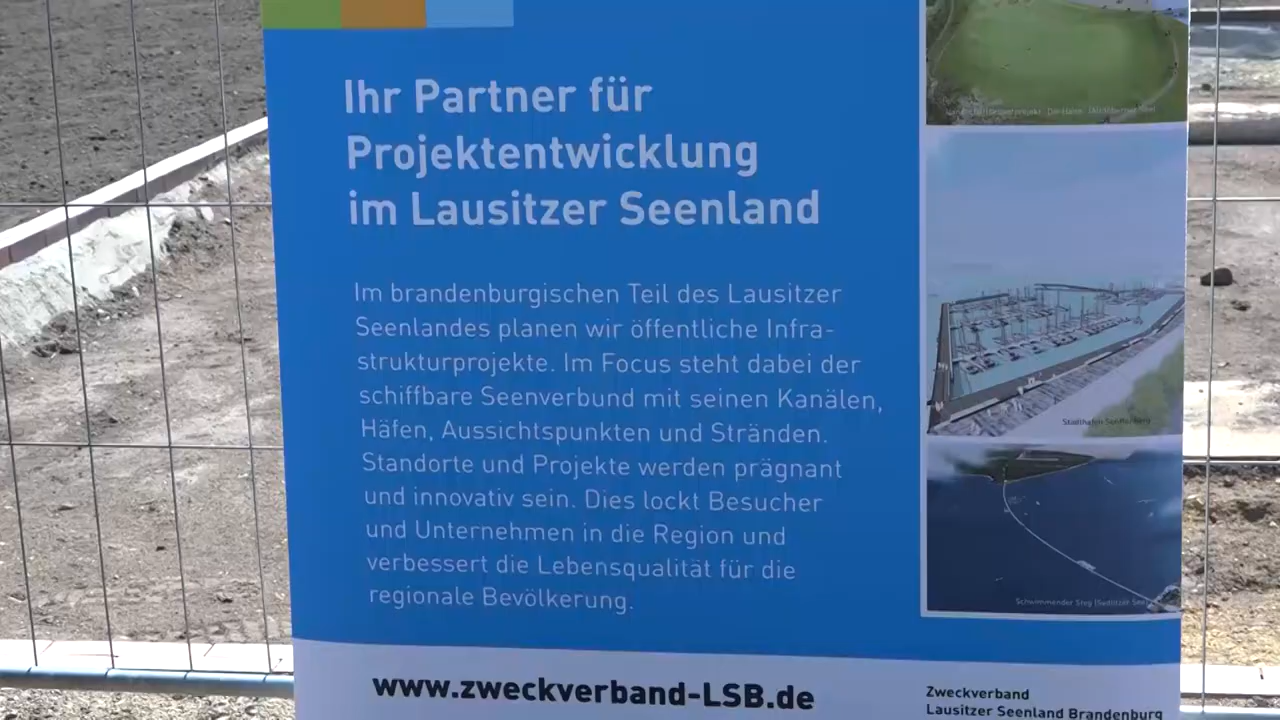 Ihr Partner für
Projektentwicklung
im Lausitzer Seenland
Im brandenburgischen Teil des Lausitzer
Seenlandes planen wir öffentliche Infra-
strukturprojekte. Im Focus steht dabei der
schiffbare Seenverbund mit seinen Kanälen,
Häfen, Aussichtspunkten und Stränden.
Standorte und Projekte werden prägnant
und innovativ sein. Dies lockt Besucher
und Unternehmen in die Region und
verbessert die Lebensqualität für die
regionale Bevölkerung.
www.zweckverband-LSB.de
Stadthafen Senftenberg
Schwimmender Steg (Sedlitzer See)
Zweckverband
Lausitzer Seenland Brandenburg